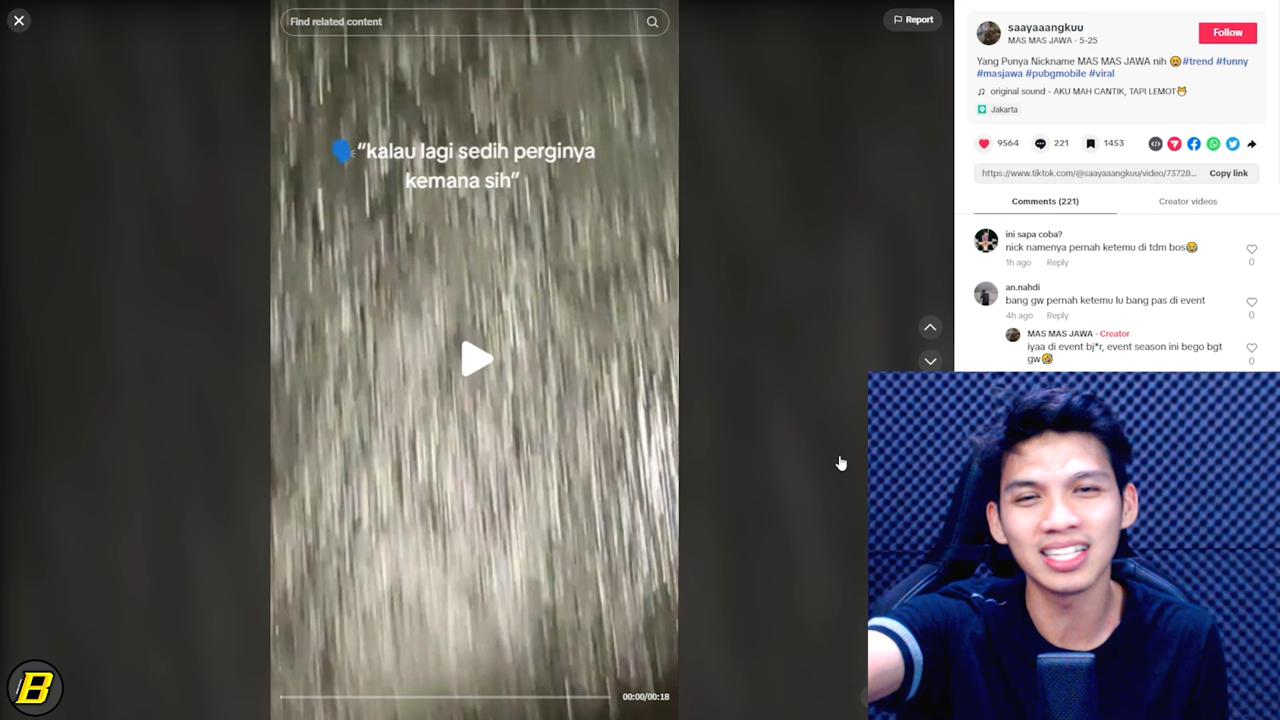 Find related content
Report
"kalau lagi sedih perginya
kemana sih"
00:00/00:18
B
saayaaangkuu
MAS MAS JAWA · 5-25
Follow
Yang Punya Nickname MAS MAS JAWA nih #trend #funny
#masjawa #pubgmobile #viral
original sound - AKU MAH CANTIK, TAPI LEMOT
Jakarta
9564
221
1453
https://www.tiktok.com/@saayaaangkuu/video/73728...
Copy link
Comments (221)
Creator videos
ini sapa coba?
nick namenya pernah ketemu di tdm bos
1h ago
Reply
0
an.nahdi
bang gw pernah ketemu lu bang pas di event
4h ago
Reply
0
MAS MAS JAWA · Creator
iyaa di event bj*r, event season ini bego bgt
gw
0